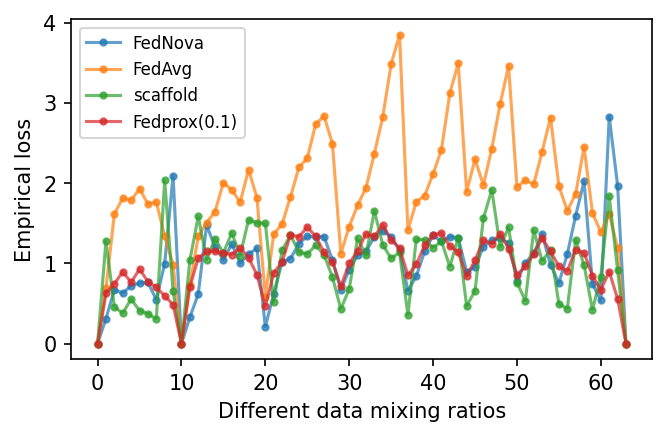 FedNova
FedAvg
scaffold
Fedprox(0.1)
Empirical loss
4
3
2
1
0
0 10 20 30 40 50 60
Different data mixing ratios